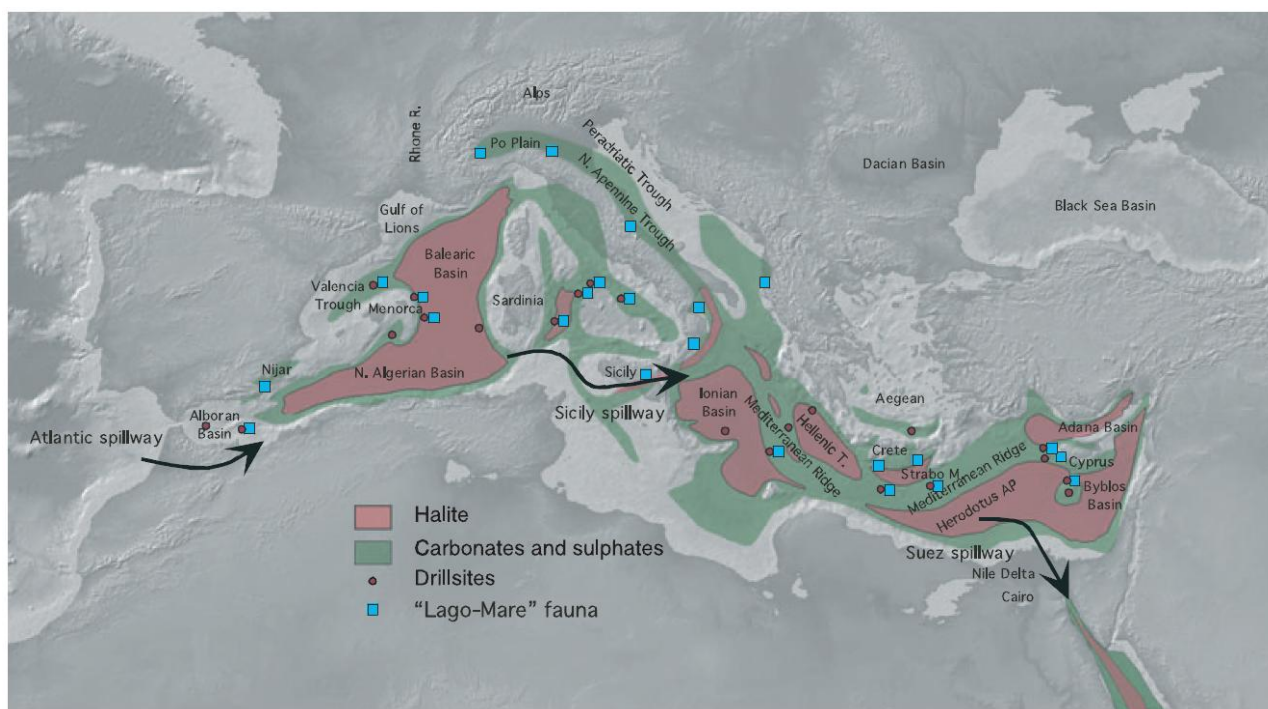 Alps
Rhone R.
Po Plain
Peradriatic Trough
N. Apennine Trough
Dacian Basin
Black Sea Basin
Gulf of
Lions
Balearic
Basin
Valencia
Trough
Menorca
Sardinia
Nijar
N. Algerian Basin
Sicily
Alboran
Basin
Atlantic spillway
Sicily spillway
Ionian
Basin
Mediterranean Ridge
Hellenic T.
Aegean
Crete
Strabo M
Mediterranean Ridge
Adana Basin
Cyprus
Byblos
Basin
Herodotus AP
Suez spillway
Nile Delta
Cairo
Halite
Carbonates and sulphates
Drillsites
“Lago-Mare” fauna